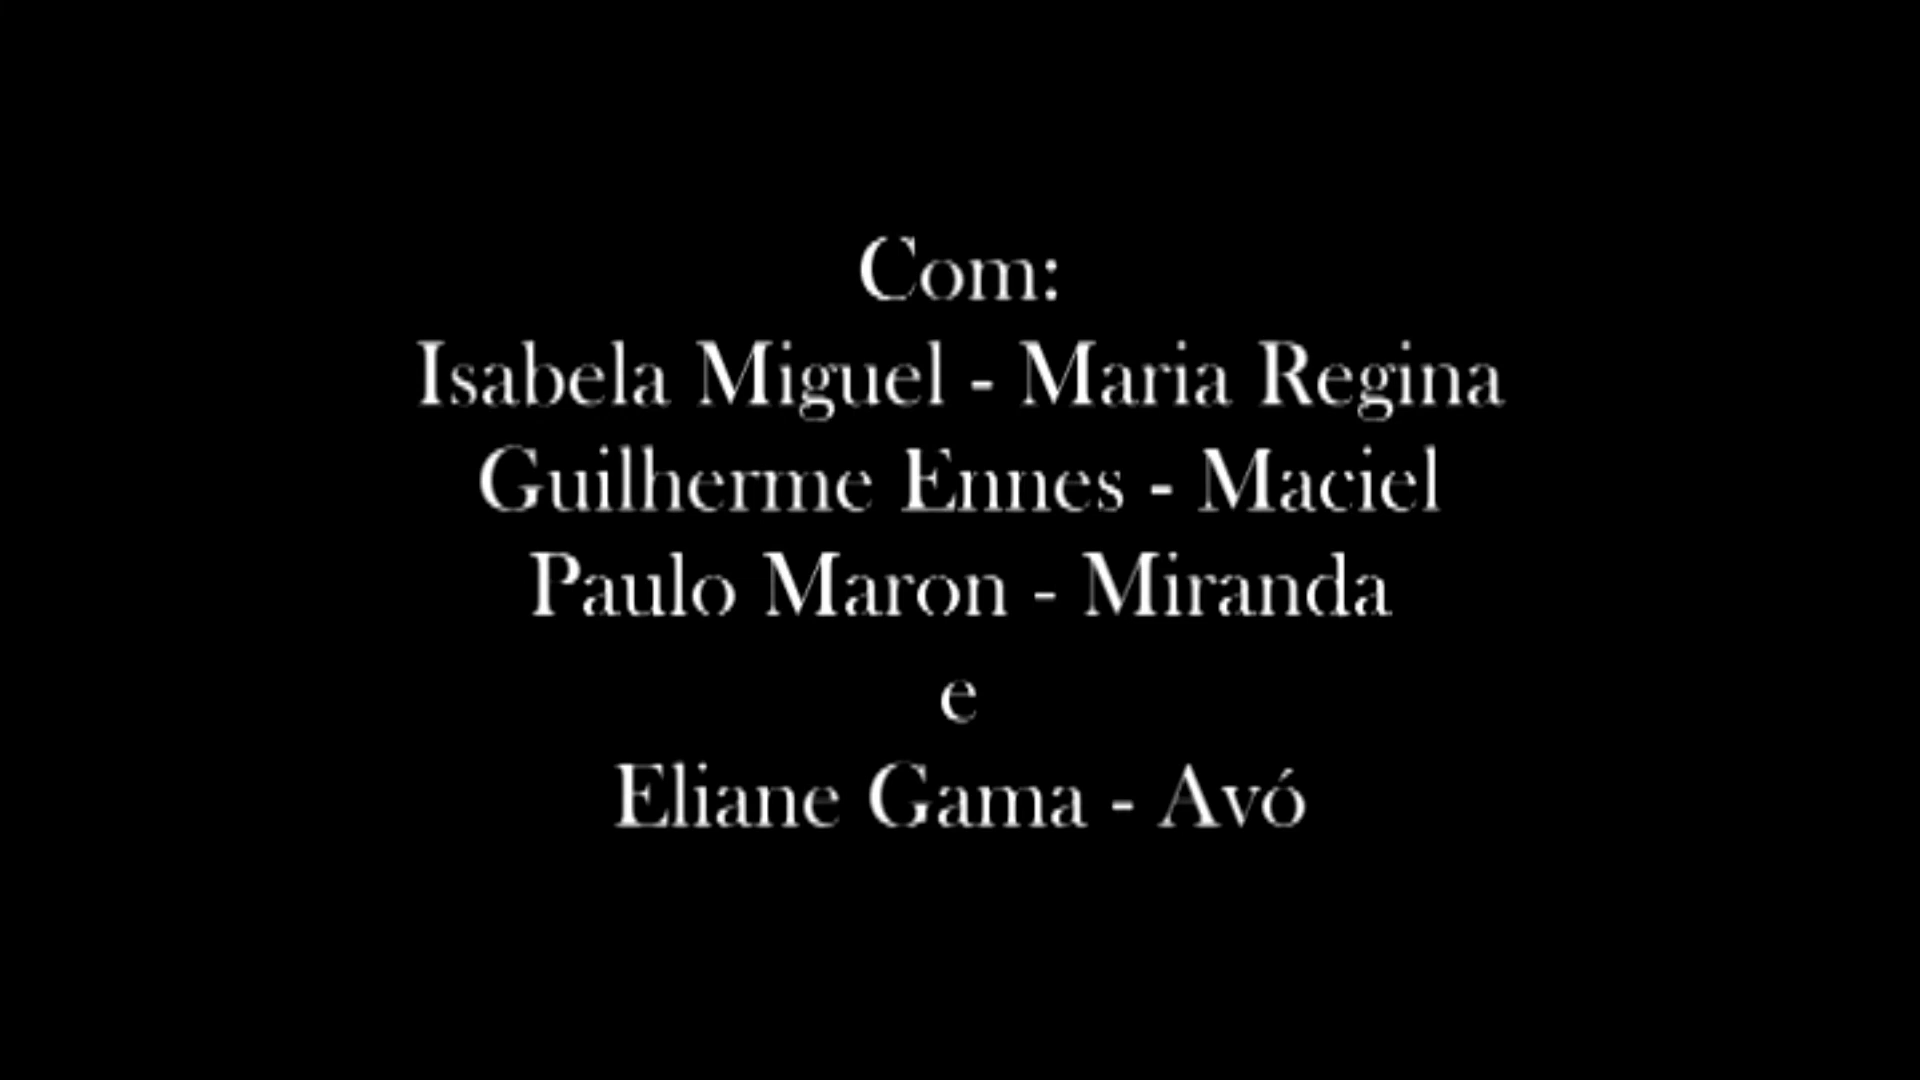 Com:
Isabela Miguel - Maria Regina
Guilherme Ennes - Maciel
Paulo Maron - Miranda
e
Eliane Gama - Avó